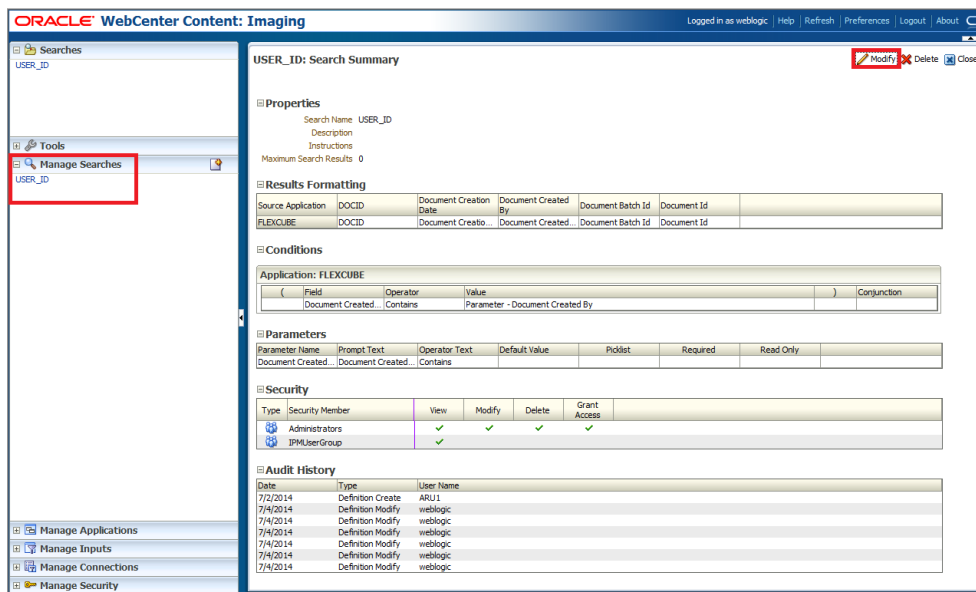 ORACLE® WebCenter Content: Imaging
Logged in as weblogic Help Refresh Preferences Logout About
Searches
USER_ID
Tools
Manage Searches
USER_ID
Manage Applications
Manage Inputs
Manage Connections
Manage Security
USER_ID: Search Summary
Modify Delete Close
Properties
Search Name USER_ID
Description
Instructions
Maximum Search Results 0
Results Formatting
Source Application DOCID Document Creation Date Document Created By Document Batch Id Document Id
FLEXCUBE DOCID Document Creatio... Document Created... Document Batch Id Document Id
Conditions
Application: FLEXCUBE
( Field Operator Value ) Conjunction
Document Created... Contains Parameter - Document Created By
Parameters
Parameter Name Prompt Text Operator Text Default Value Picklist Required Read Only
Document Created... Document Created... Contains
Security
Type Security Member View Modify Delete Grant Access
Administrators
IPMUserGroup
Audit History
Date Type User Name
7/2/2014 Definition Create ARU1
7/4/2014 Definition Modify weblogic
7/4/2014 Definition Modify weblogic
7/4/2014 Definition Modify weblogic
7/4/2014 Definition Modify weblogic
7/4/2014 Definition Modify weblogic
7/4/2014 Definition Modify weblogic